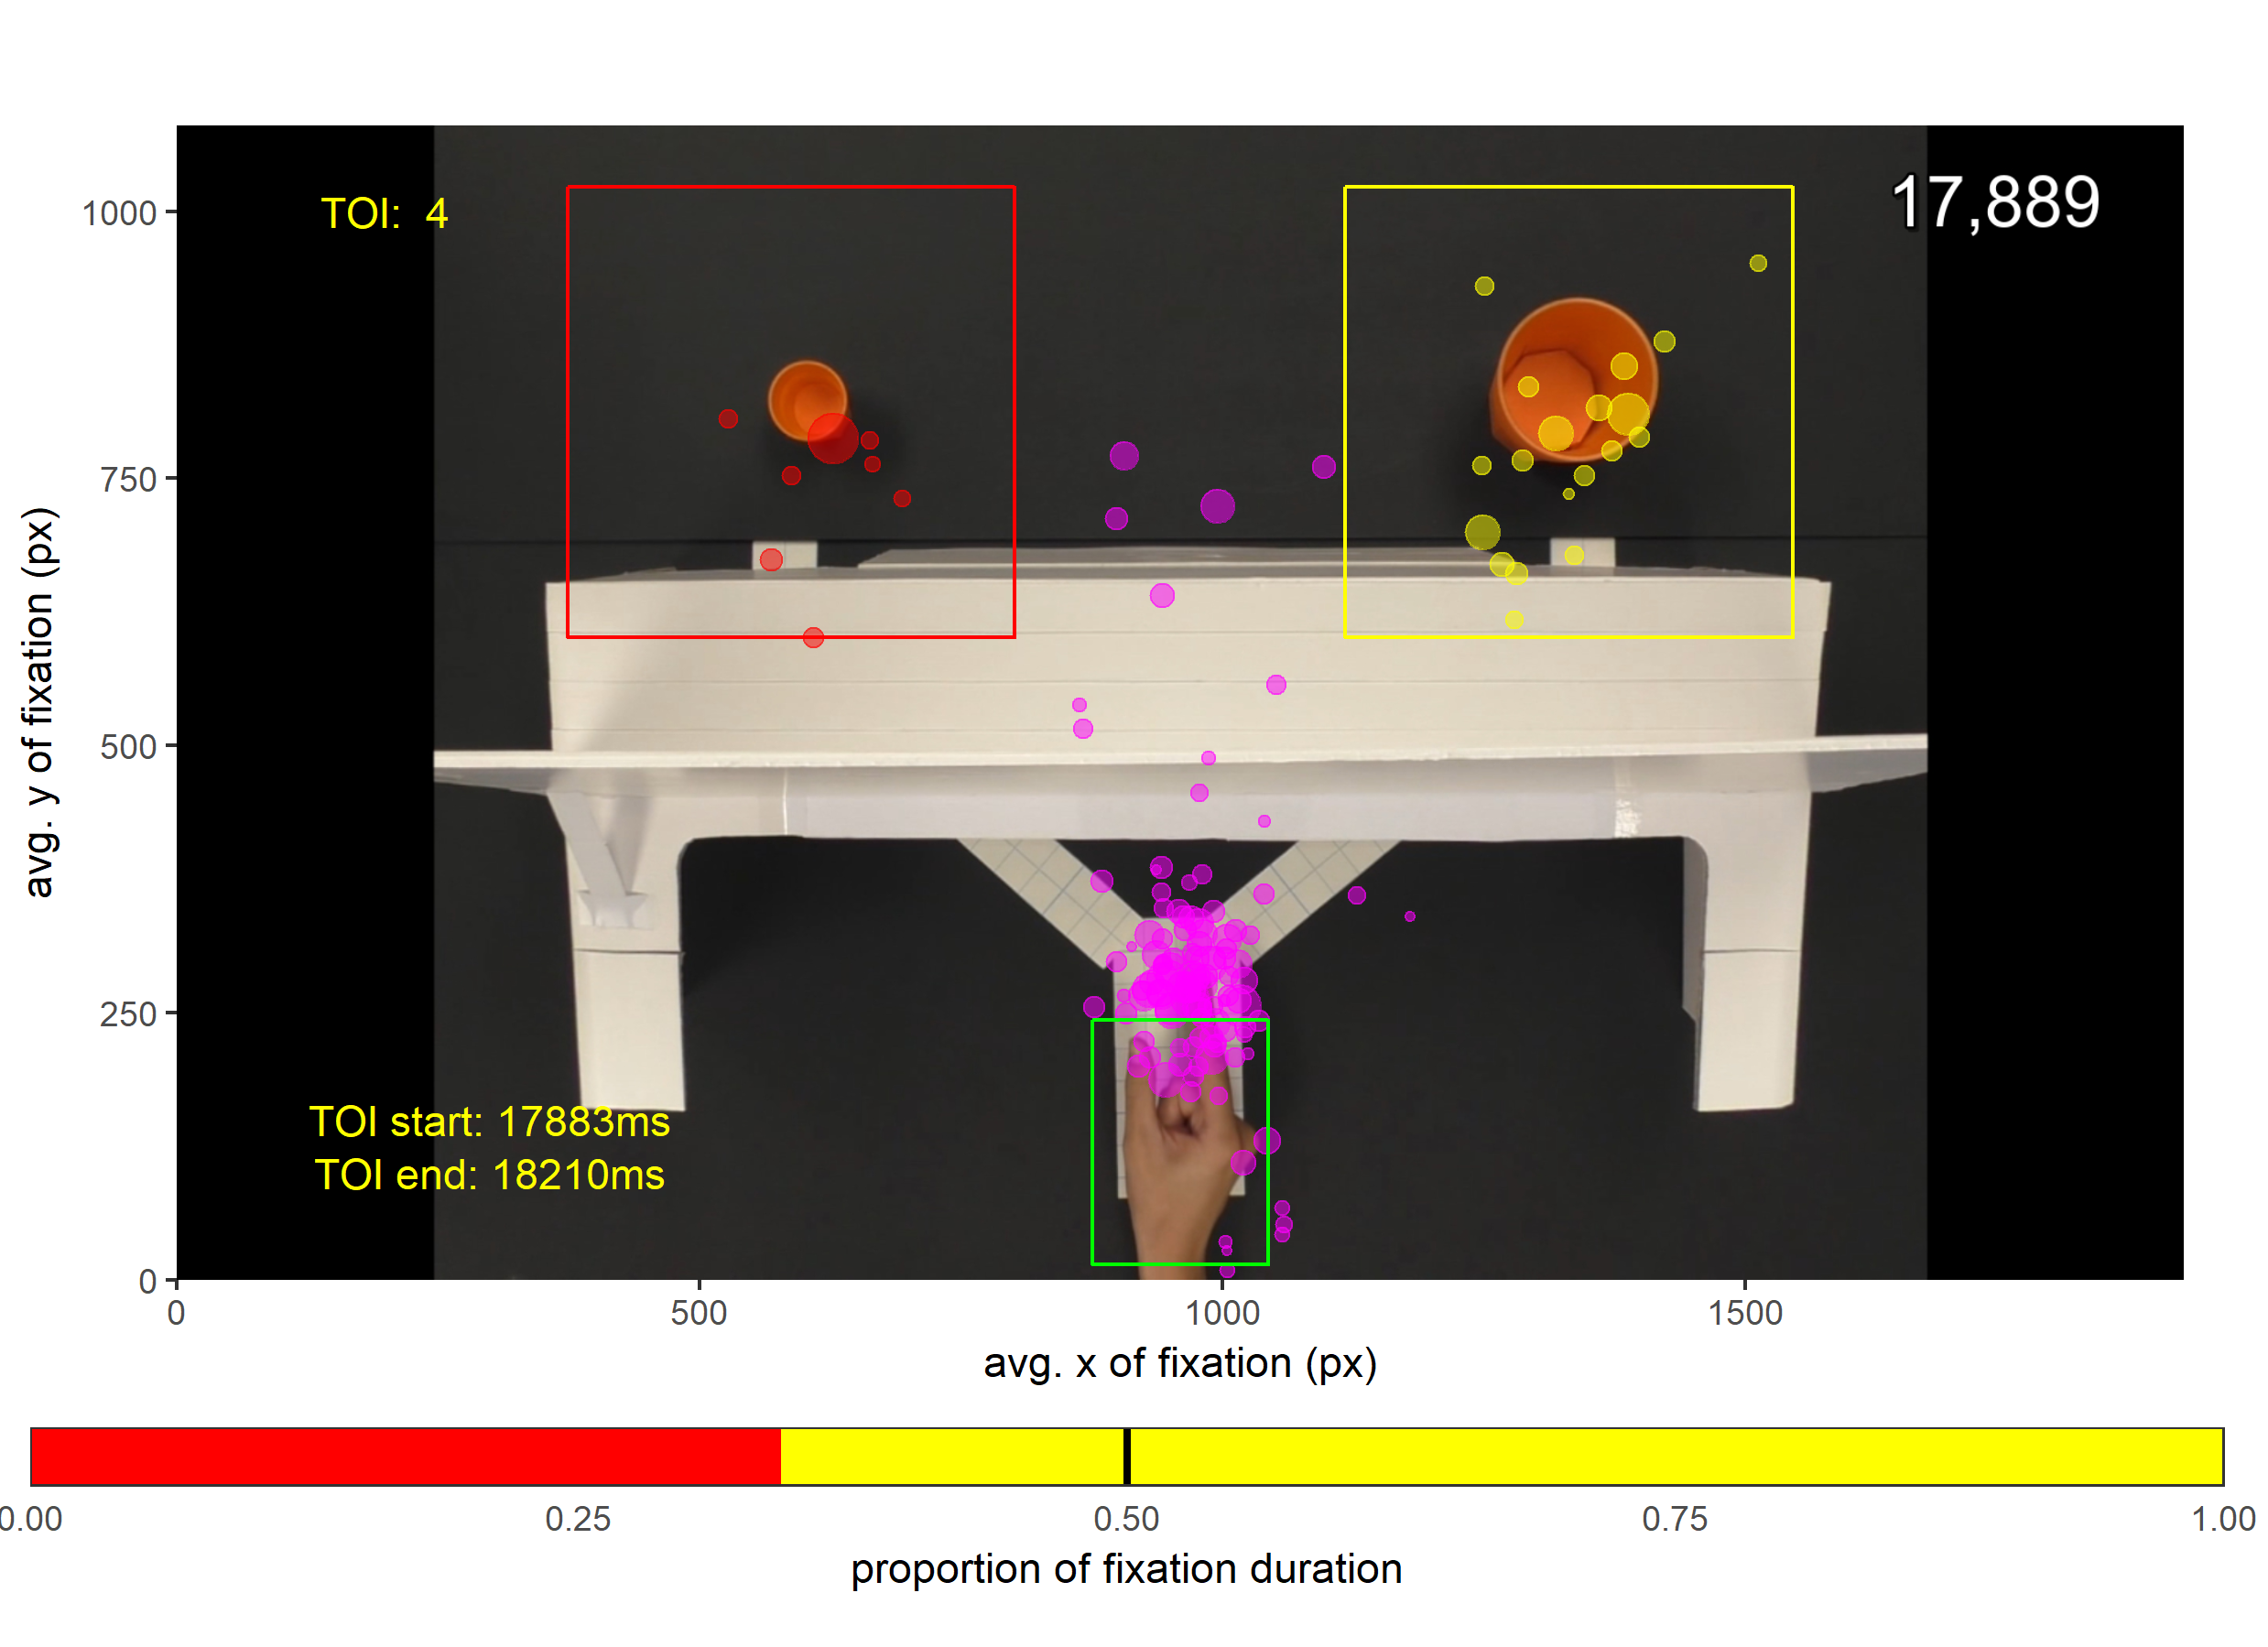 TOI: 4
17,889
1000
750
500
250
0
avg. y of fixation (px)
TOI start: 17883ms
TOI end: 18210ms
0
500
1000
1500
avg. x of fixation (px)
0.00
0.25
0.50
0.75
1.00
proportion of fixation duration